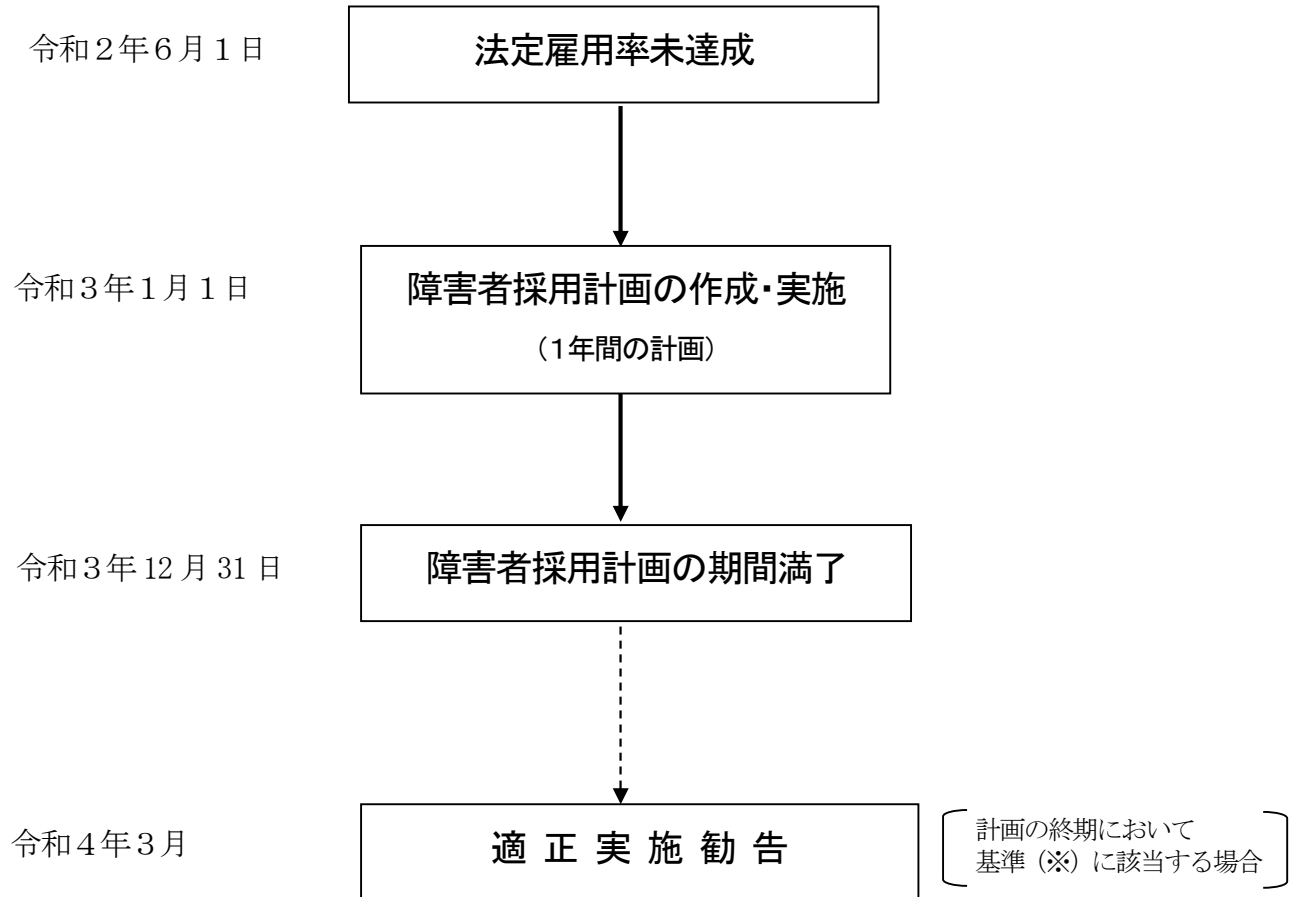 令和２年６月１日
法定雇用率未達成
令和３年１月１日
障害者採用計画の作成・実施
（１年間の計画）
令和３年 12 月 31 日
障害者採用計画の期間満了
令和４年３月
適 正 実 施 勧 告
計画の終期において
基準（※）に該当する場合